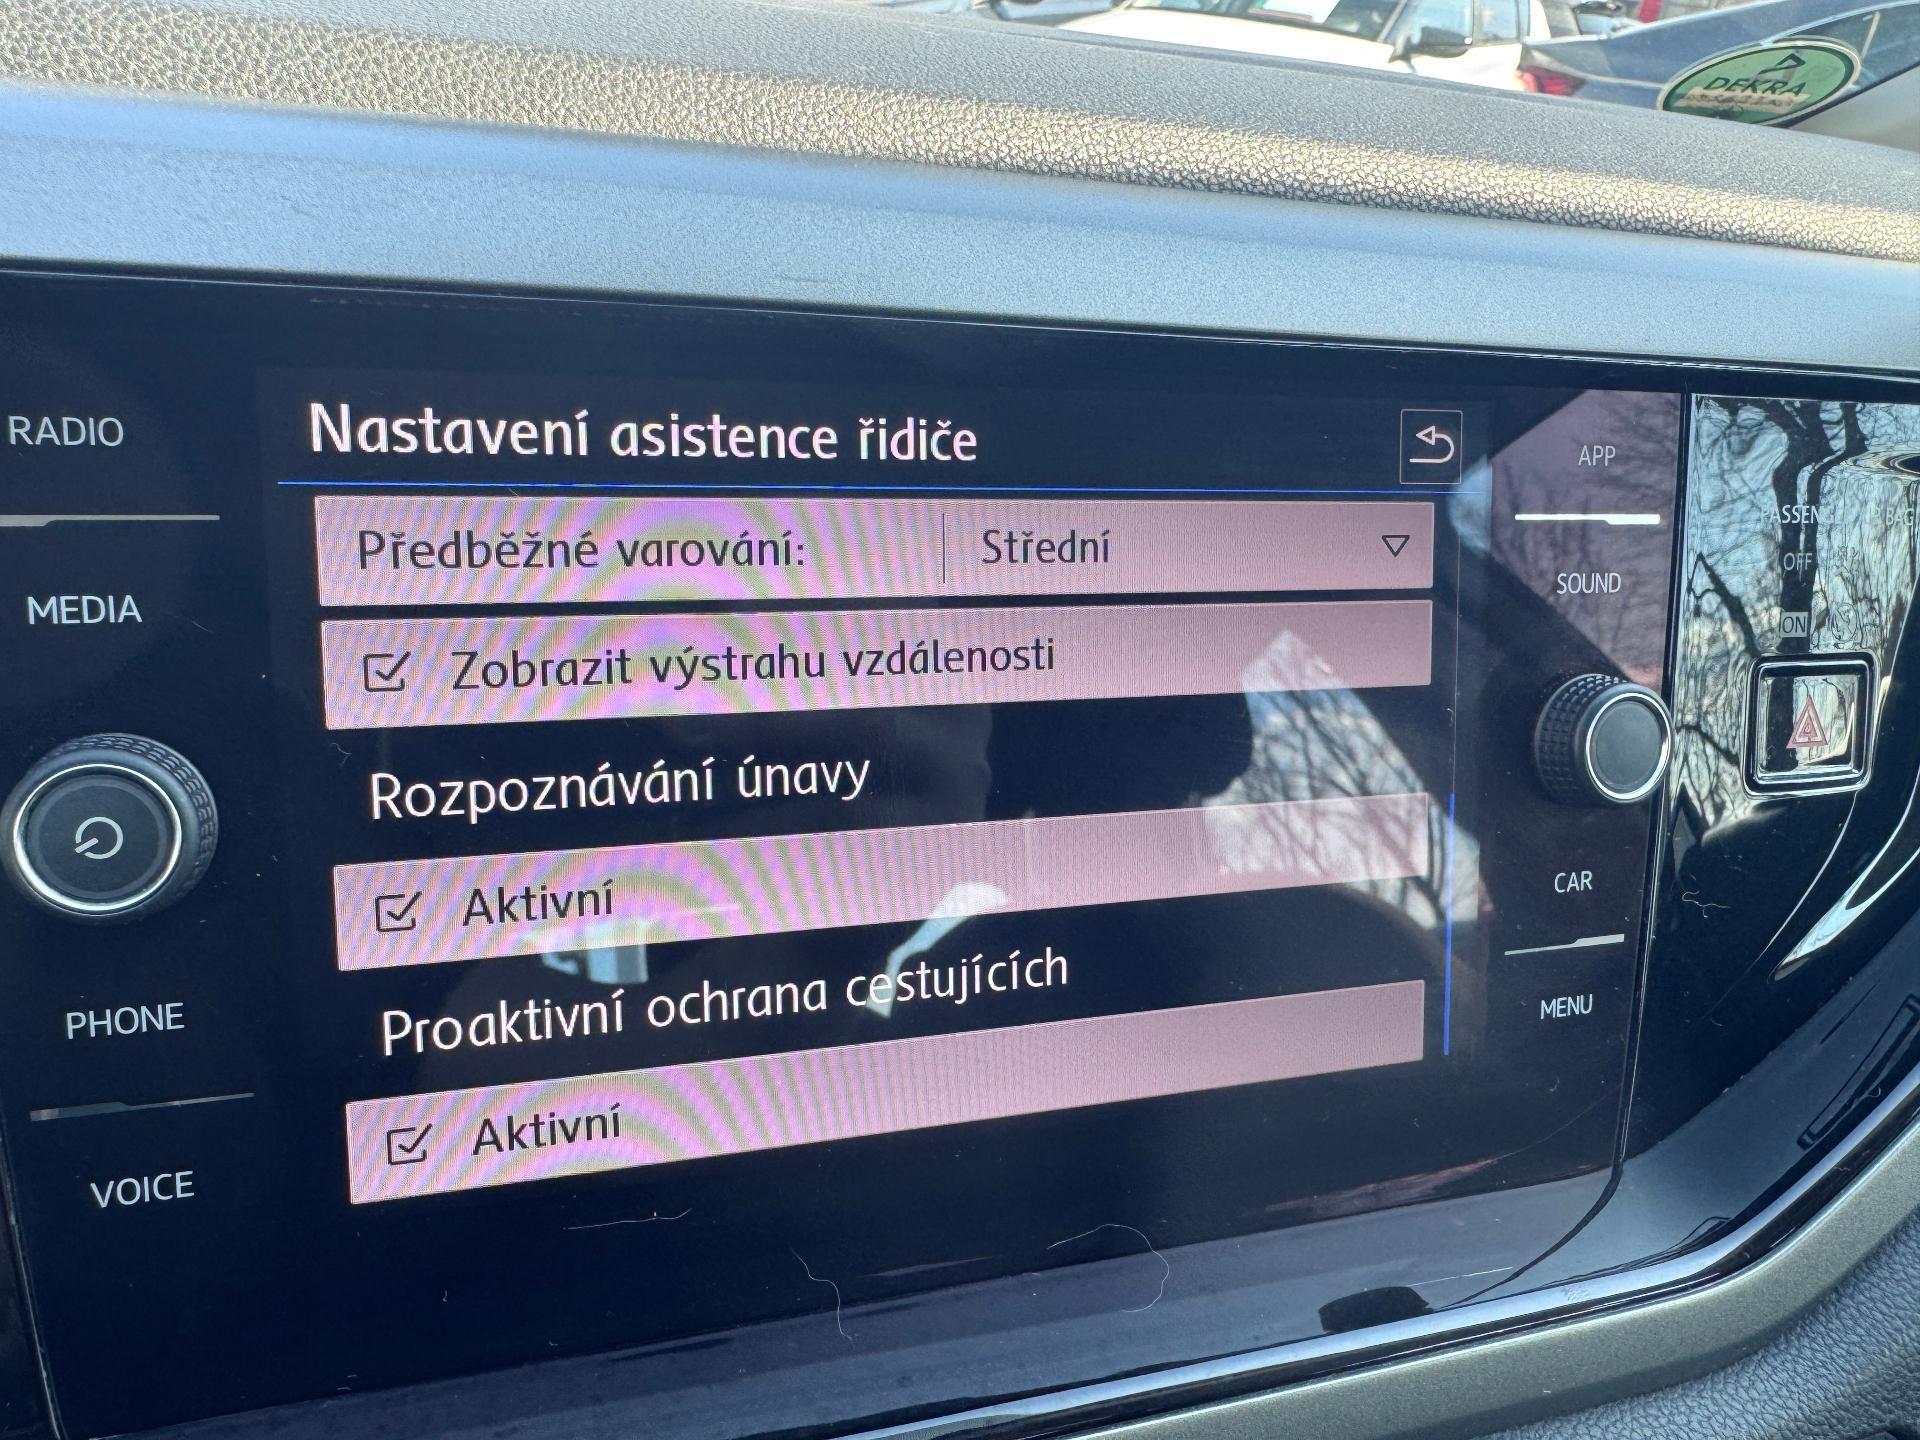 DEKRA
RADIO
MEDIA
PHONE
VOICE
Nastavení asistence řidiče
Předběžné varování: Střední
Zobrazit výstrahu vzdálenosti
Rozpoznávání únavy
Aktivní
Proaktivní ochrana cestujících
Aktivní
APP
SOUND
CAR
MENU
OFF
ON